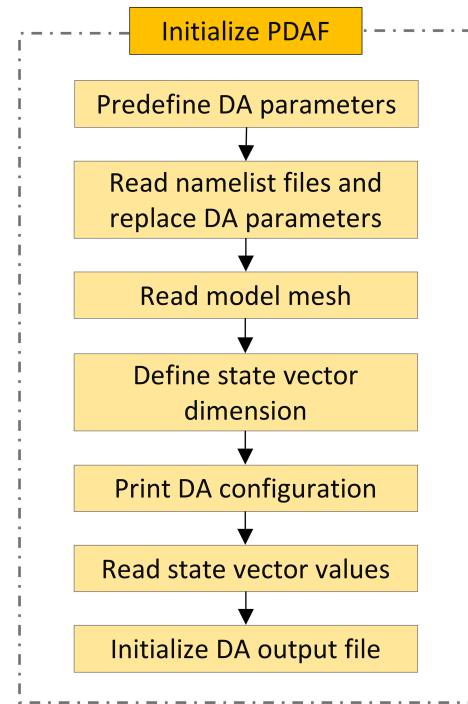 Initialize PDAF
Predefine DA parameters
Read namelist files and
replace DA parameters
Read model mesh
Define state vector
dimension
Print DA configuration
Read state vector values
Initialize DA output file